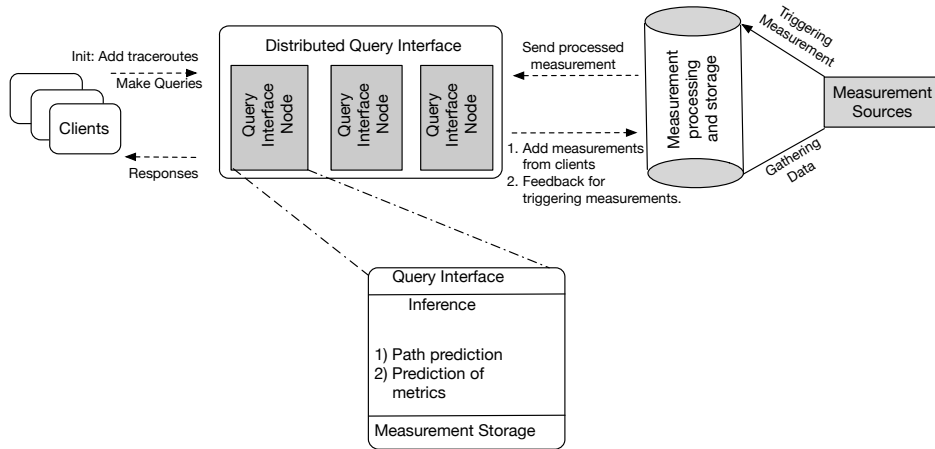 Init: Add traceroutes
Make Queries
Clients
Responses
Distributed Query Interface
Query
Interface
Node
Query
Interface
Node
Query
Interface
Node
Send processed
measurement
1. Add measurements
from clients
2. Feedback for
triggering measurements.
Measurement
processing
and storage
Triggering
Measurement
Gathering
Data
Measurement
Sources
Query Interface
Inference
1) Path prediction
2) Prediction of
metrics
Measurement Storage